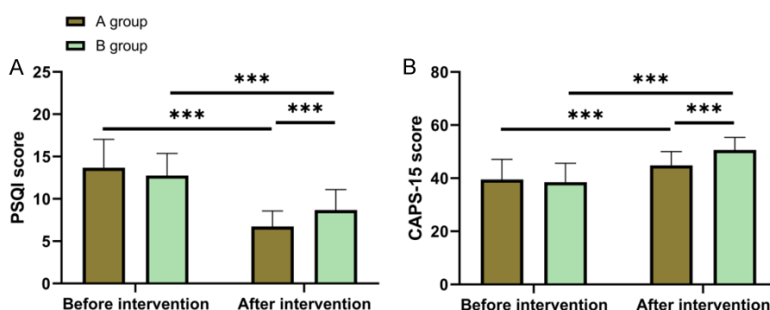 A group
B group
A
PSQI score
25
20
15
10
5
0
***
***
***
Before intervention
After intervention
B
CAPS-15 score
80
60
40
20
0
***
***
***
Before intervention
After intervention